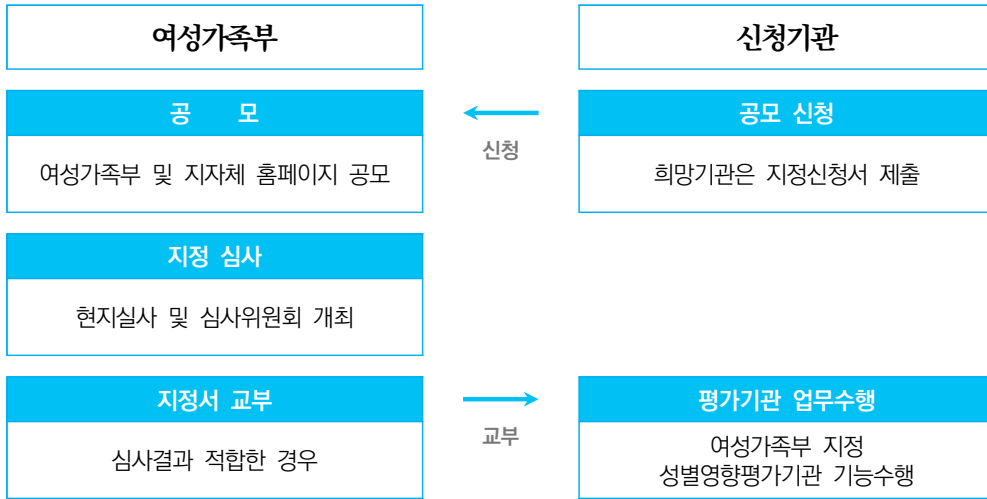 여성가족부
신청기관
공 모
신청
공모 신청
여성가족부 및 지자체 홈페이지 공모
희망기관은 지정신청서 제출
지정 심사
현지실사 및 심사위원회 개최
지정서 교부
교부
평가기관 업무수행
심사결과 적합한 경우
여성가족부 지정
성별영향평가기관 기능수행